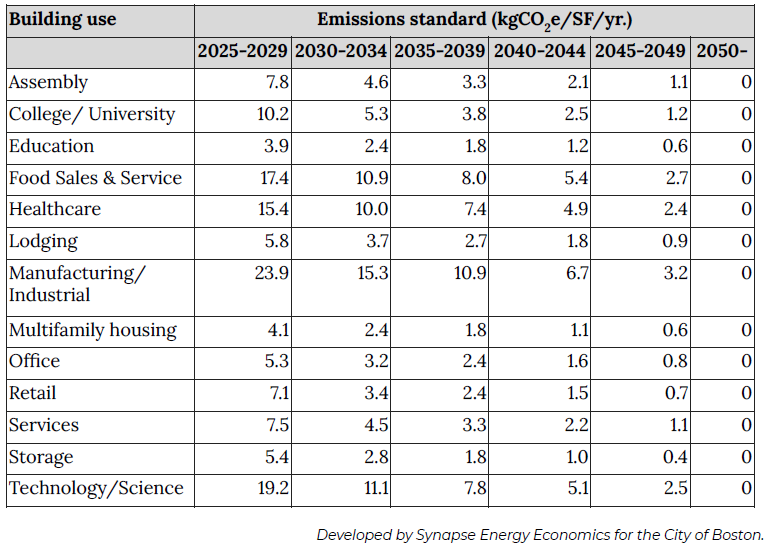 Building use Emissions standard (kgCO₂e/SF/yr.)
2025-2029 2030-2034 2035-2039 2040-2044 2045-2049 2050-
Assembly 7.8 4.6 3.3 2.1 1.1 0
College/ University 10.2 5.3 3.8 2.5 1.2 0
Education 3.9 2.4 1.8 1.2 0.6 0
Food Sales & Service 17.4 10.9 8.0 5.4 2.7 0
Healthcare 15.4 10.0 7.4 4.9 2.4 0
Lodging 5.8 3.7 2.7 1.8 0.9 0
Manufacturing/ 23.9 15.3 10.9 6.7 3.2 0
Industrial
Multifamily housing 4.1 2.4 1.8 1.1 0.6 0
Office 5.3 3.2 2.4 1.6 0.8 0
Retail 7.1 3.4 2.4 1.5 0.7 0
Services 7.5 4.5 3.3 2.2 1.1 0
Storage 5.4 2.8 1.8 1.0 0.4 0
Technology/Science 19.2 11.1 7.8 5.1 2.5 0
Developed by Synapse Energy Economics for the City of Boston.